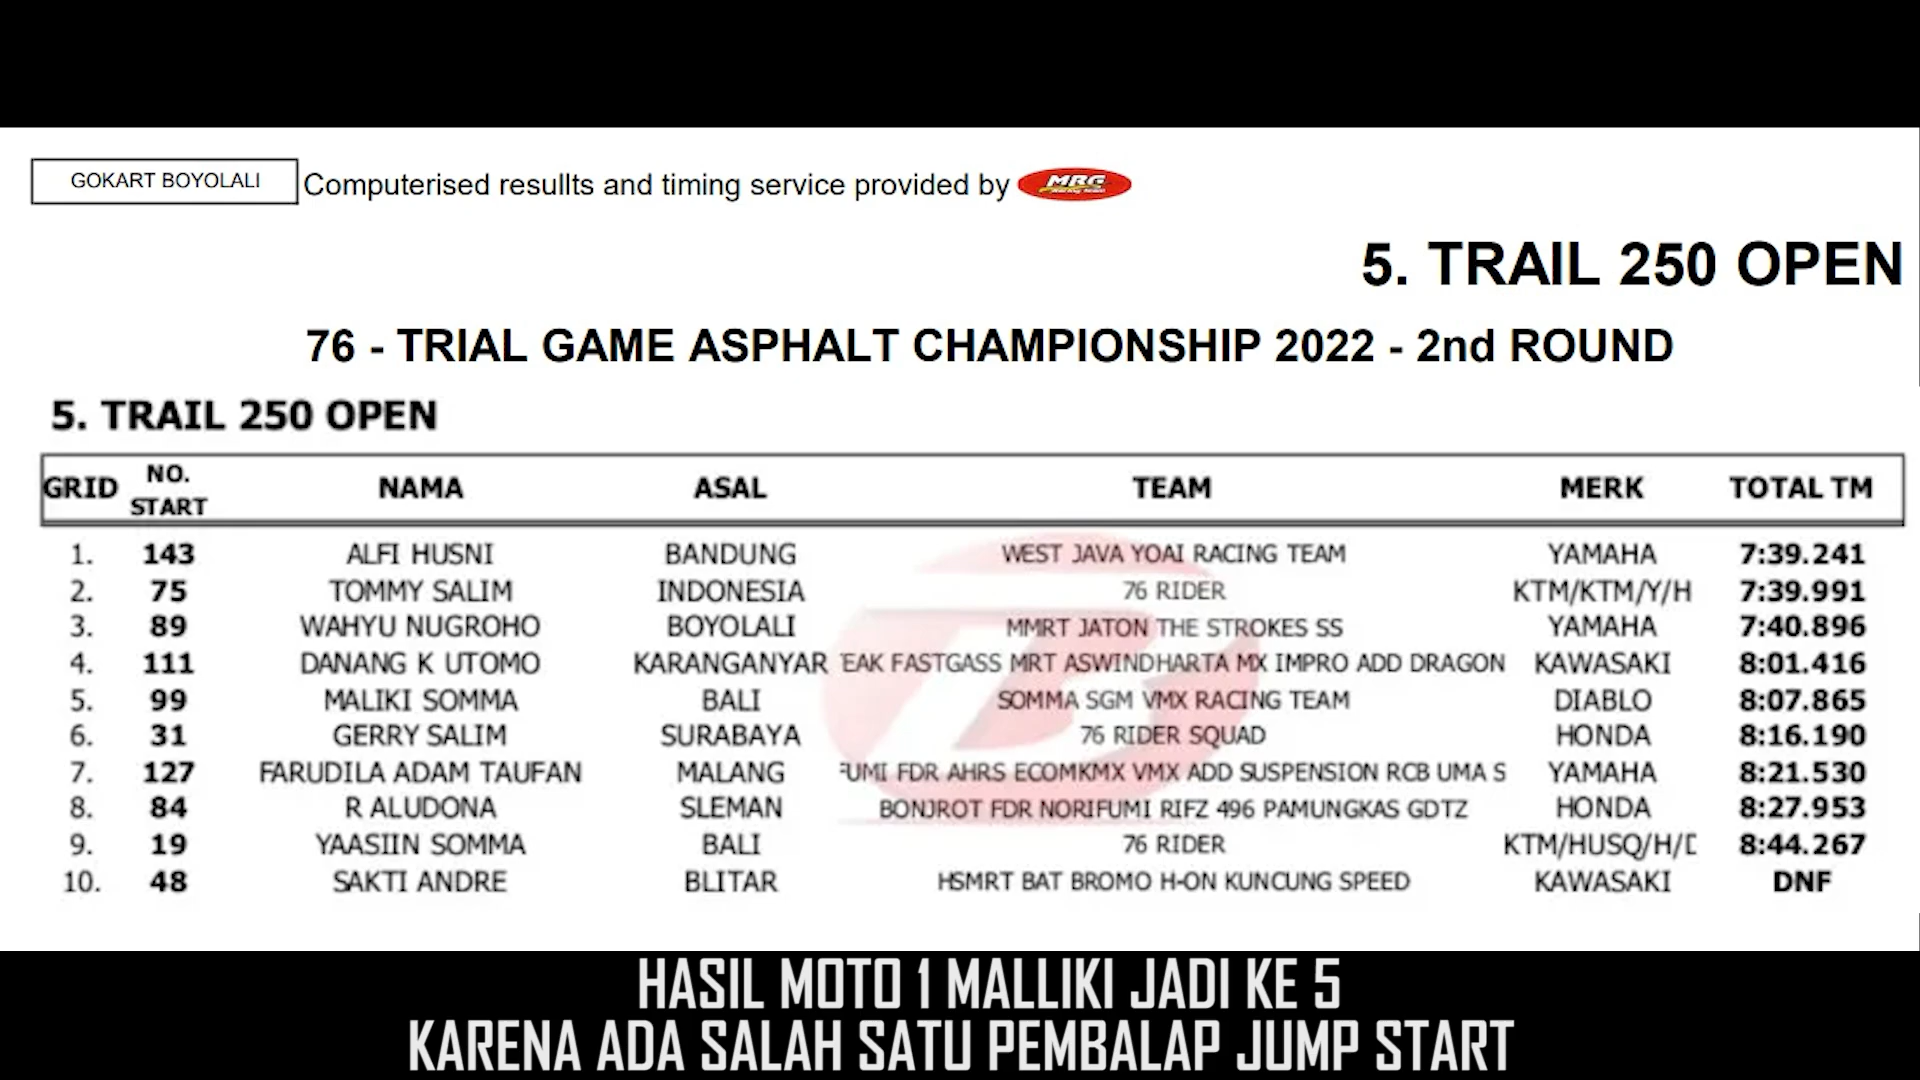 GOKART BOYOLALI Computerised resullts and timing service provided by MRG
5. TRAIL 250 OPEN
76 - TRIAL GAME ASPHALT CHAMPIONSHIP 2022 - 2nd ROUND
5. TRAIL 250 OPEN
GRID NO. START NAMA ASAL TEAM MERK TOTAL TM
1. 143 ALFI HUSNI BANDUNG WEST JAVA YOAI RACING TEAM YAMAHA 7:39.241
2. 75 TOMMY SALIM INDONESIA 76 RIDER KTM/KTM/Y/H 7:39.991
3. 89 WAHYU NUGROHO BOYOLALI MMRT JATON THE STROKES SS YAMAHA 7:40.896
4. 111 DANANG K UTOMO KARANGANYAR EAK FASTGASS MRT ASWINDHARTA MX IMPRO ADD DRAGON KAWASAKI 8:01.416
5. 99 MALIKI SOMMA BALI SOMMA SGM VMX RACING TEAM DIABLO 8:07.865
6. 31 GERRY SALIM SURABAYA 76 RIDER SQUAD HONDA 8:16.190
7. 127 FARUDILA ADAM TAUFAN MALANG FUMI FDR AHRS ECOMKMX VMX ADD SUSPENSION RCB UMA S YAMAHA 8:21.530
8. 84 R ALUDONA SLEMAN BONJROT FDR NORIFUMI RIFZ 496 PAMUNGKAS GDTZ HONDA 8:27.953
9. 19 YAASIIN SOMMA BALI 76 RIDER KTM/HUSQ/H/D 8:44.267
10. 48 SAKTI ANDRE BLITAR HSMRT BAT BROMO H-ON KUNCUNG SPEED KAWASAKI DNF
HASIL MOTO 1 MALLIKI JADI KE 5
KARENA ADA SALAH SATU PEMBALAP JUMP START